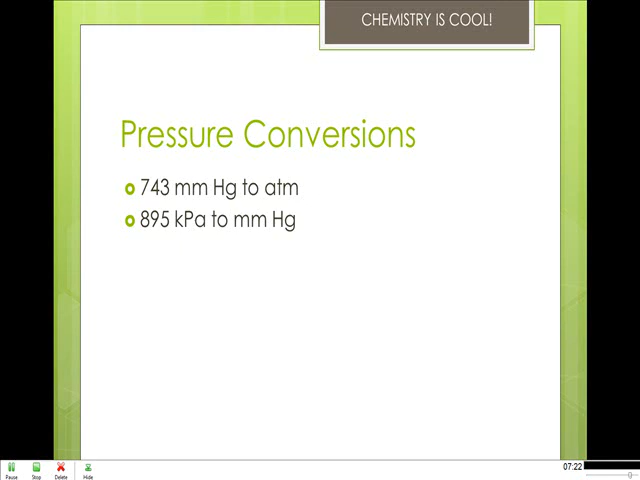 CHEMISTRY IS COOL!
Pressure Conversions
743 mm Hg to atm
895 kPa to mm Hg
Pause Stop Delete Hide
07:22
0